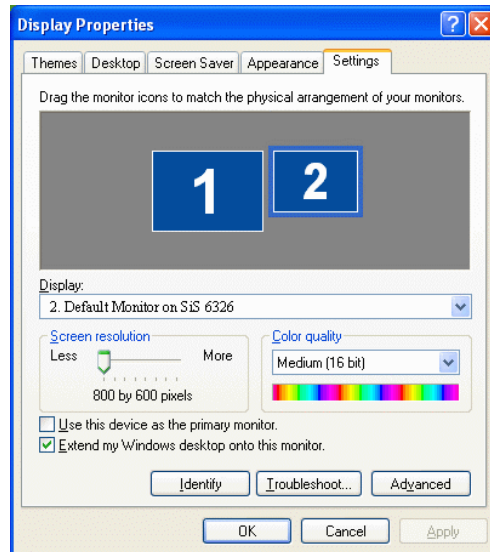 Display Properties
Themes Desktop Screen Saver Appearance Settings
Drag the monitor icons to match the physical arrangement of your monitors.
1 2
Display:
2. Default Monitor on SiS 6326
Screen resolution
Less More
800 by 600 pixels
Color quality
Medium (16 bit)
Use this device as the primary monitor.
Extend my Windows desktop onto this monitor.
Identify Troubleshoot... Advanced
OK Cancel Apply